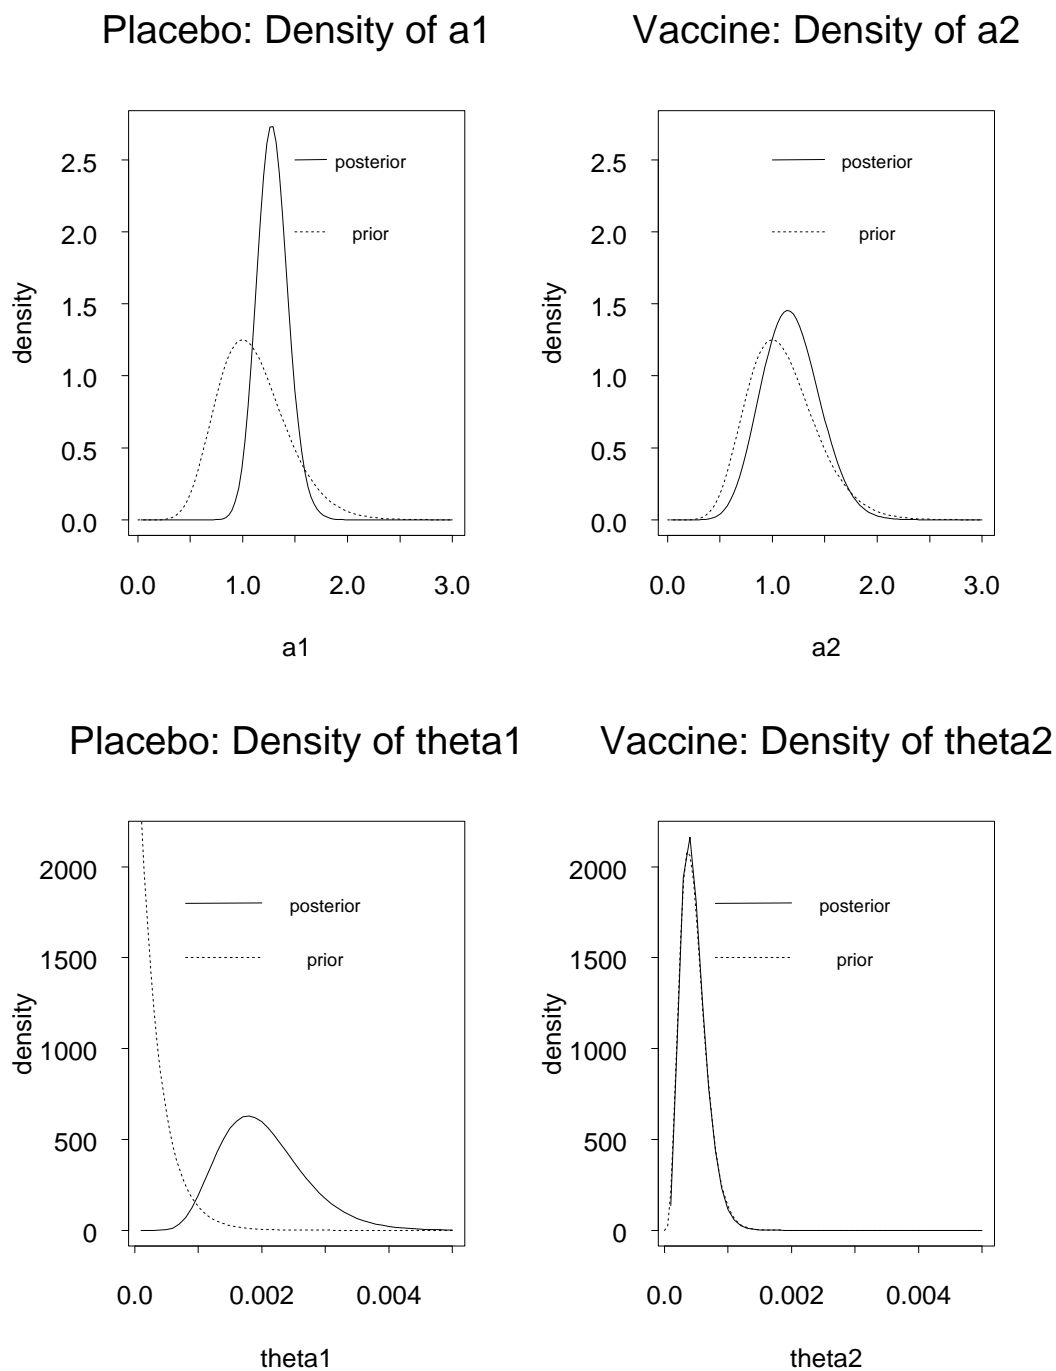 Placebo: Density of a1
2.5
2.0
1.5
1.0
0.5
0.0
density
posterior
prior
0.0 1.0 2.0 3.0
a1
Vaccine: Density of a2
2.5
2.0
1.5
1.0
0.5
0.0
density
posterior
prior
0.0 1.0 2.0 3.0
a2
Placebo: Density of theta1
2000
1500
1000
500
0
density
posterior
prior
0.0 0.002 0.004
theta1
Vaccine: Density of theta2
2000
1500
1000
500
0
density
posterior
prior
0.0 0.002 0.004
theta2